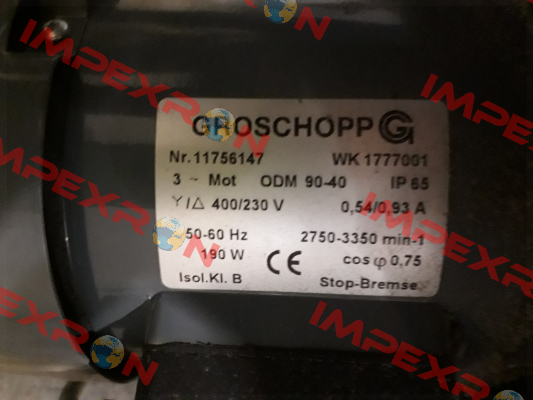 IMPEXRON
IMPEXRON
GROSCHOPP G
Nr.11756147 WK 1777001
3 ~ Mot ODM 90-40 IP 65
Y/△ 400/230 V 0,54/0,93 A
50-60 Hz 2750-3350 min-1
190 W CE cos φ 0,75
Isol.Kl. B Stop-Bremse
IMPEXRON
IMPEXRON